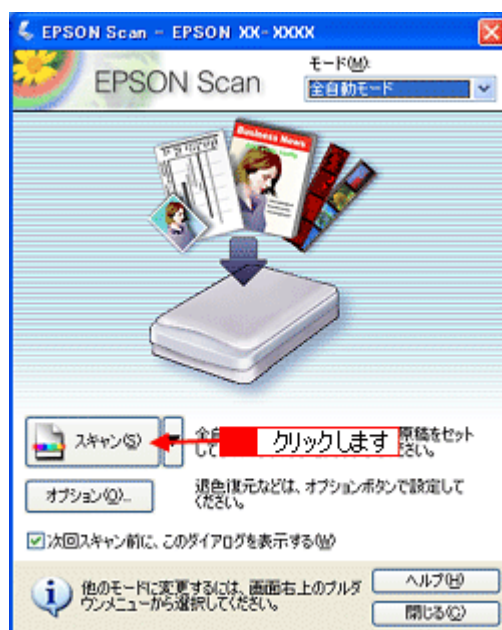 EPSON Scan - EPSON XX-XXXX
EPSON Scan
モード(M):
全自動モード
Business News
スキャン(S)
全自
クリックします
原稿をセット
して
ださい。
オプション(O)...
退色復元などは、オプションボタンで設定して
ください。
次回スキャン前に、このダイアログを表示する(W)
他のモードに変更するには、画面右上のプルダ
ウンメニューから選択してください。
ヘルプ(H)
閉じる(C)